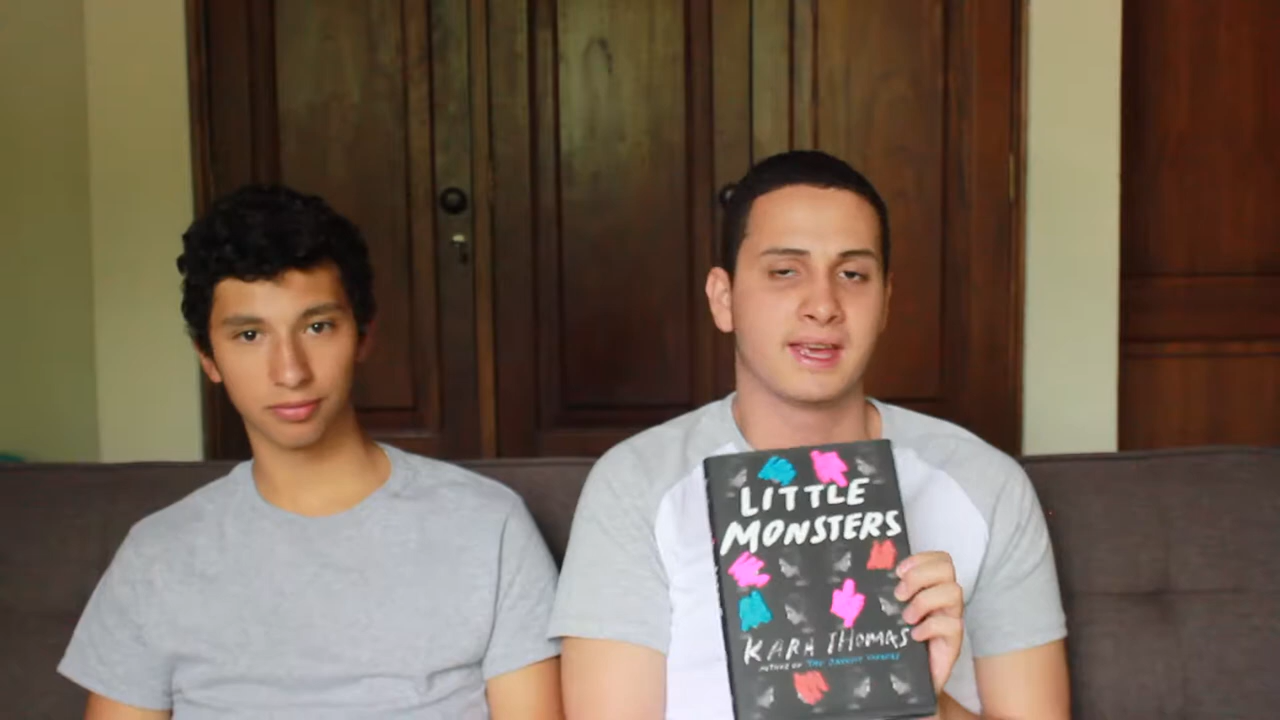 LITTLE
MONSTERS
KARA THOMAS
AUTHOR OF THE DARKEST CORNERS